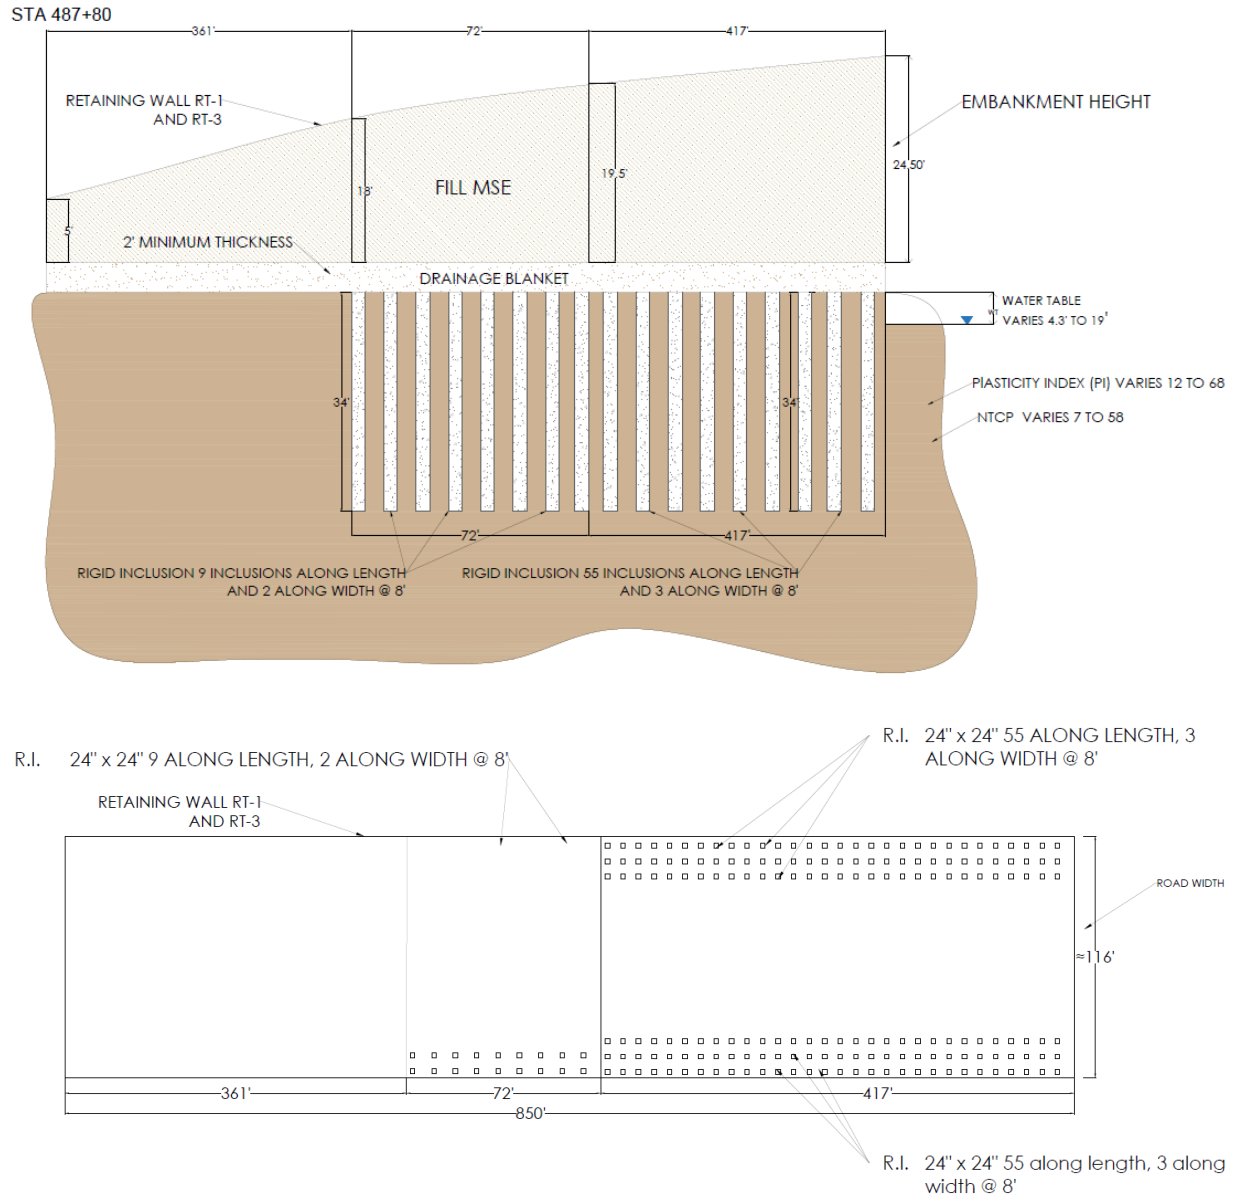 STA 487+80
361'
72'
417'
RETAINING WALL RT-1
AND RT-3
EMBANKMENT HEIGHT
24.50'
19.5'
18'
FILL MSE
5'
2' MINIMUM THICKNESS
DRAINAGE BLANKET
WATER TABLE
WT
VARIES 4.3' TO 19'
PLASTICITY INDEX (PI) VARIES 12 TO 68
34'
34'
NTCP VARIES 7 TO 58
72'
417'
RIGID INCLUSION 9 INCLUSIONS ALONG LENGTH
AND 2 ALONG WIDTH @ 8'
RIGID INCLUSION 55 INCLUSIONS ALONG LENGTH
AND 3 ALONG WIDTH @ 8'
R.I. 24" x 24" 55 ALONG LENGTH, 3
ALONG WIDTH @ 8'
R.I. 24" x 24" 9 ALONG LENGTH, 2 ALONG WIDTH @ 8'
RETAINING WALL RT-1
AND RT-3
ROAD WIDTH
≈116'
361'
72'
417'
850'
R.I. 24" x 24" 55 along length, 3 along
width @ 8'